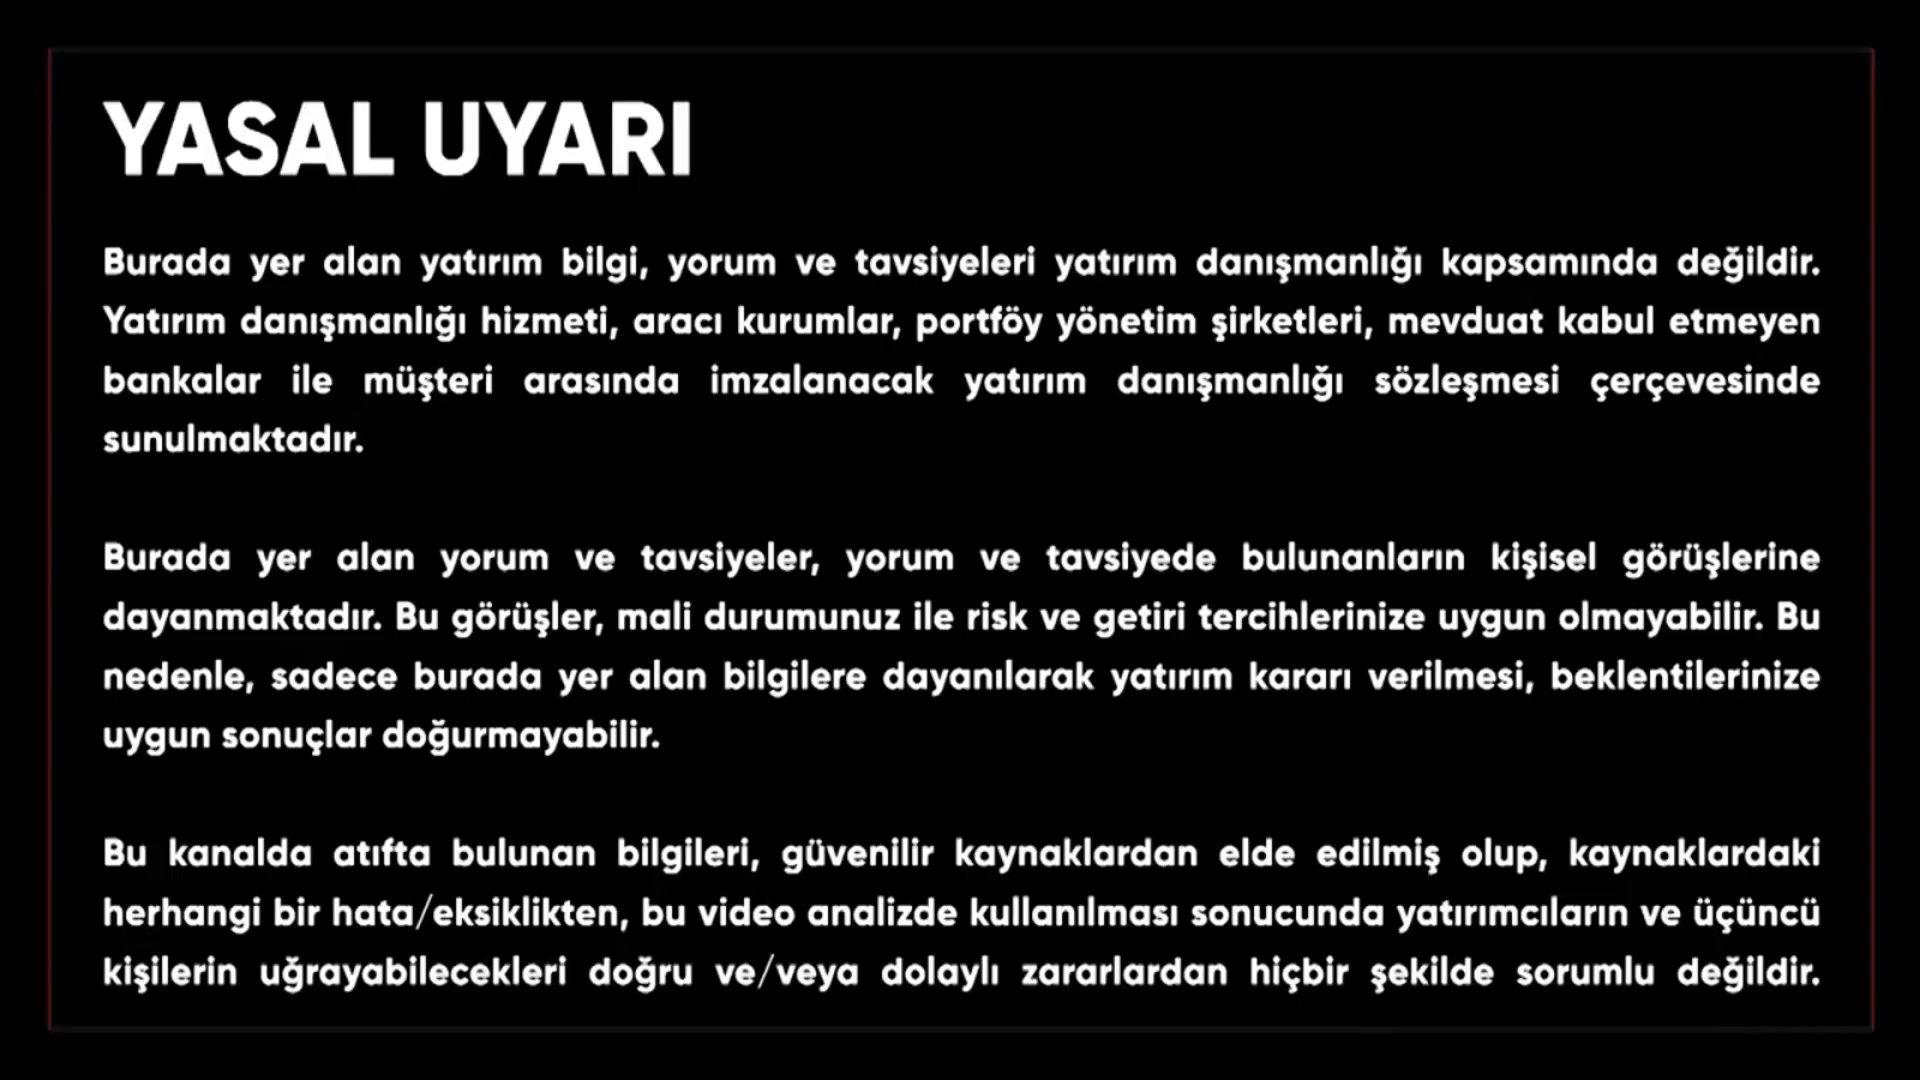 YASAL UYARI
Burada yer alan yatırım bilgi, yorum ve tavsiyeleri yatırım danışmanlığı kapsamında değildir.
Yatırım danışmanlığı hizmeti, aracı kurumlar, portföy yönetim şirketleri, mevduat kabul etmeyen
bankalar ile müşteri arasında imzalanacak yatırım danışmanlığı sözleşmesi çerçevesinde
sunulmaktadır.
Burada yer alan yorum ve tavsiyeler, yorum ve tavsiyede bulunanların kişisel görüşlerine
dayanmaktadır. Bu görüşler, mali durumunuz ile risk ve getiri tercihlerinize uygun olmayabilir. Bu
nedenle, sadece burada yer alan bilgilere dayanılarak yatırım kararı verilmesi, beklentilerinize
uygun sonuçlar doğurmayabilir.
Bu kanalda atıfta bulunan bilgileri, güvenilir kaynaklardan elde edilmiş olup, kaynaklardaki
herhangi bir hata/eksiklikten, bu video analizde kullanılması sonucunda yatırımcıların ve üçüncü
kişilerin uğrayabilecekleri doğru ve/veya dolaylı zararlardan hiçbir şekilde sorumlu değildir.